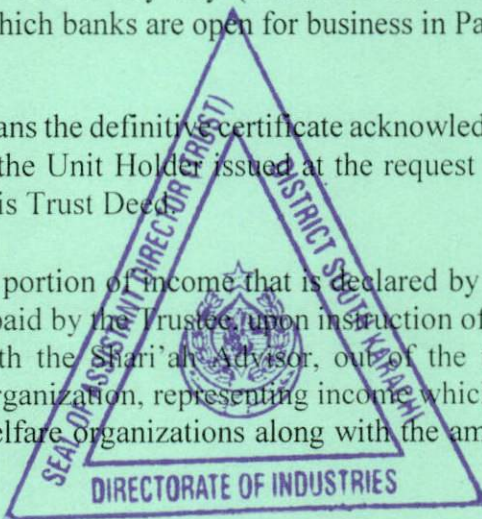 which banks are open for business in Pa
ans the definitive certificate acknowled
the Unit Holder issued at the request
is Trust Deed.
portion of income that is declared by
paid by the Trustee, upon instruction of
th the Shari'ah Advisor, out of the
rganization, representing income which
elfare organizations along with the am
SEAL OF ASSISTANT DIRECTOR (TRUST)
DISTRICT SOUTH KARACHI
DIRECTORATE OF INDUSTRIES